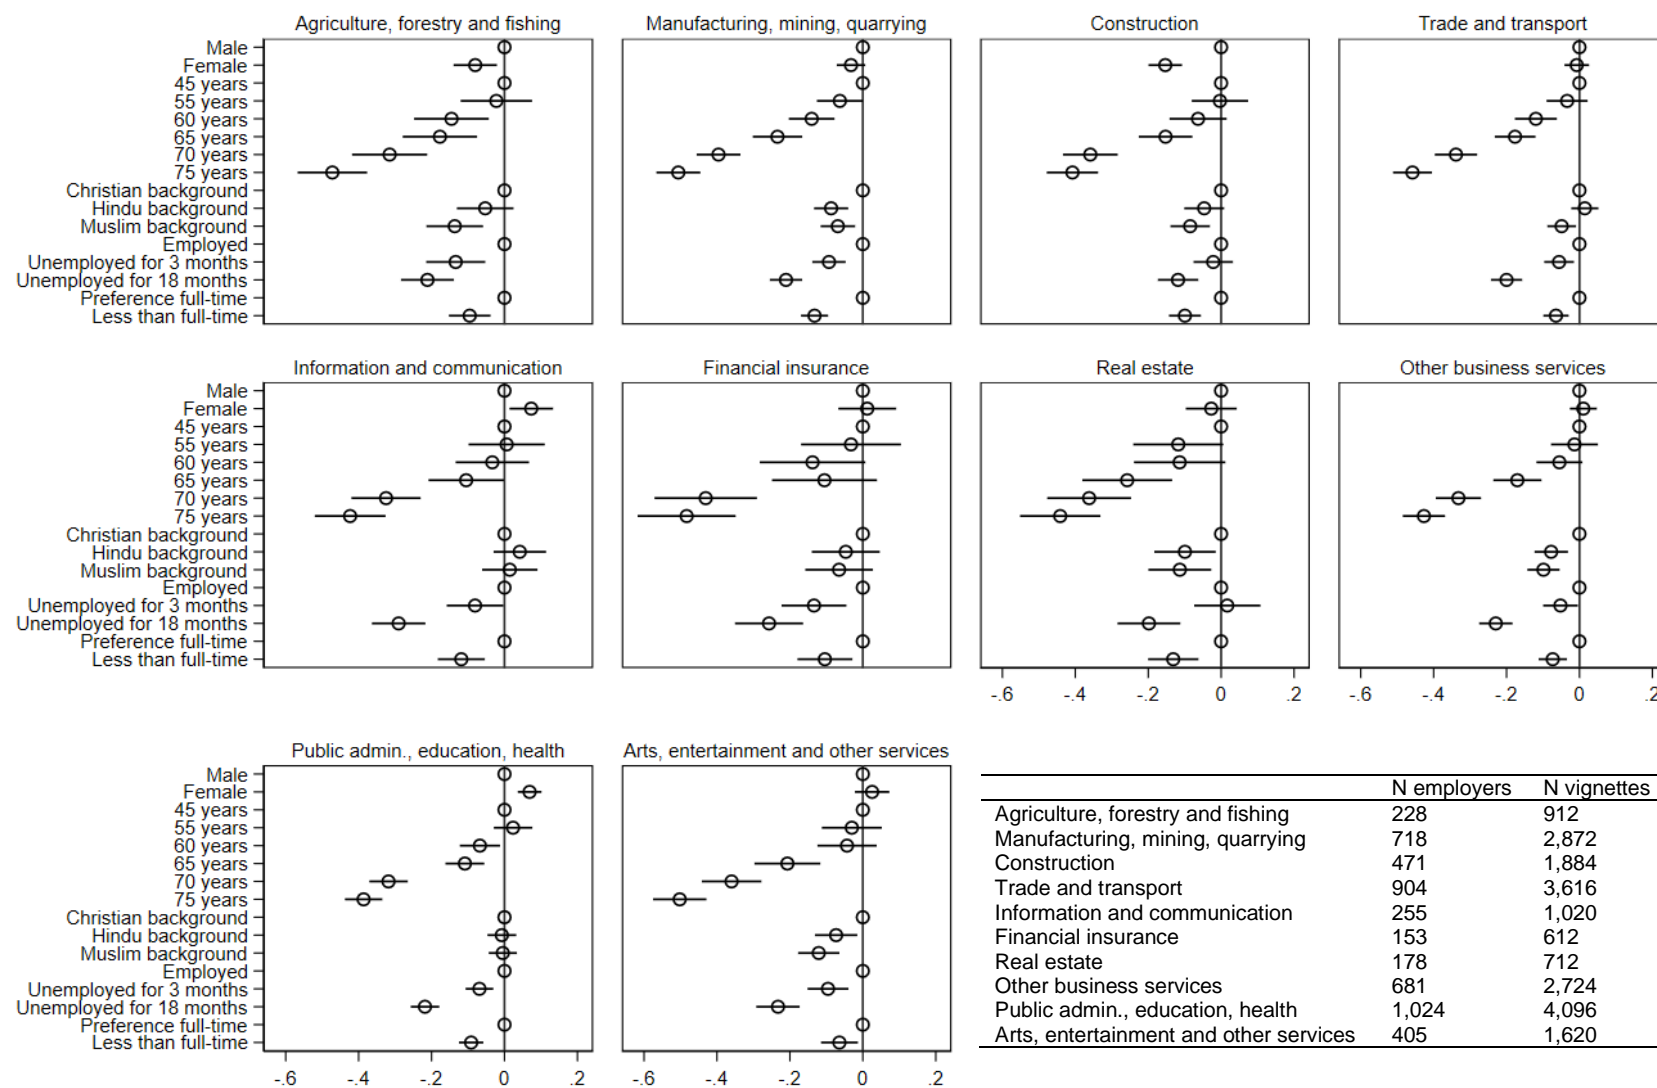 Agriculture, forestry and fishing
Manufacturing, mining, quarrying
Construction
Trade and transport
Male
Female
45 years
55 years
60 years
65 years
70 years
75 years
Christian background
Hindu background
Muslim background
Employed
Unemployed for 3 months
Unemployed for 18 months
Preference full-time
Less than full-time
Information and communication
Financial insurance
Real estate
Other business services
Male
Female
45 years
55 years
60 years
65 years
70 years
75 years
Christian background
Hindu background
Muslim background
Employed
Unemployed for 3 months
Unemployed for 18 months
Preference full-time
Less than full-time
-.6 -.4 -.2 0 .2
-.6 -.4 -.2 0 .2
Public admin., education, health
Arts, entertainment and other services
Male
Female
45 years
55 years
60 years
65 years
70 years
75 years
Christian background
Hindu background
Muslim background
Employed
Unemployed for 3 months
Unemployed for 18 months
Preference full-time
Less than full-time
-.6 -.4 -.2 0 .2
-.6 -.4 -.2 0 .2
N employers N vignettes
Agriculture, forestry and fishing 228 912
Manufacturing, mining, quarrying 718 2,872
Construction 471 1,884
Trade and transport 904 3,616
Information and communication 255 1,020
Financial insurance 153 612
Real estate 178 712
Other business services 681 2,724
Public admin., education, health 1,024 4,096
Arts, entertainment and other services 405 1,620